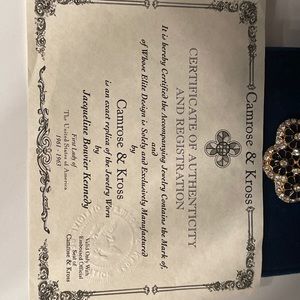 Camrose & Kross
CERTIFICATE OF AUTHENTICITY
AND REGISTRATION
It is hereby Certified the Accompanying Jewelry Contains the Mark of,
and
of Whose Elite Design is Solely and Exclusively Manufactured
by
Camrose & Kross
is an exact replica of the Jewelry Worn
by
Jacqueline Bouvier Kennedy
First Lady of
The United States of America
1961 - 1963
Valid Only With
Embossed Official
Seal of
Camrose & Kross